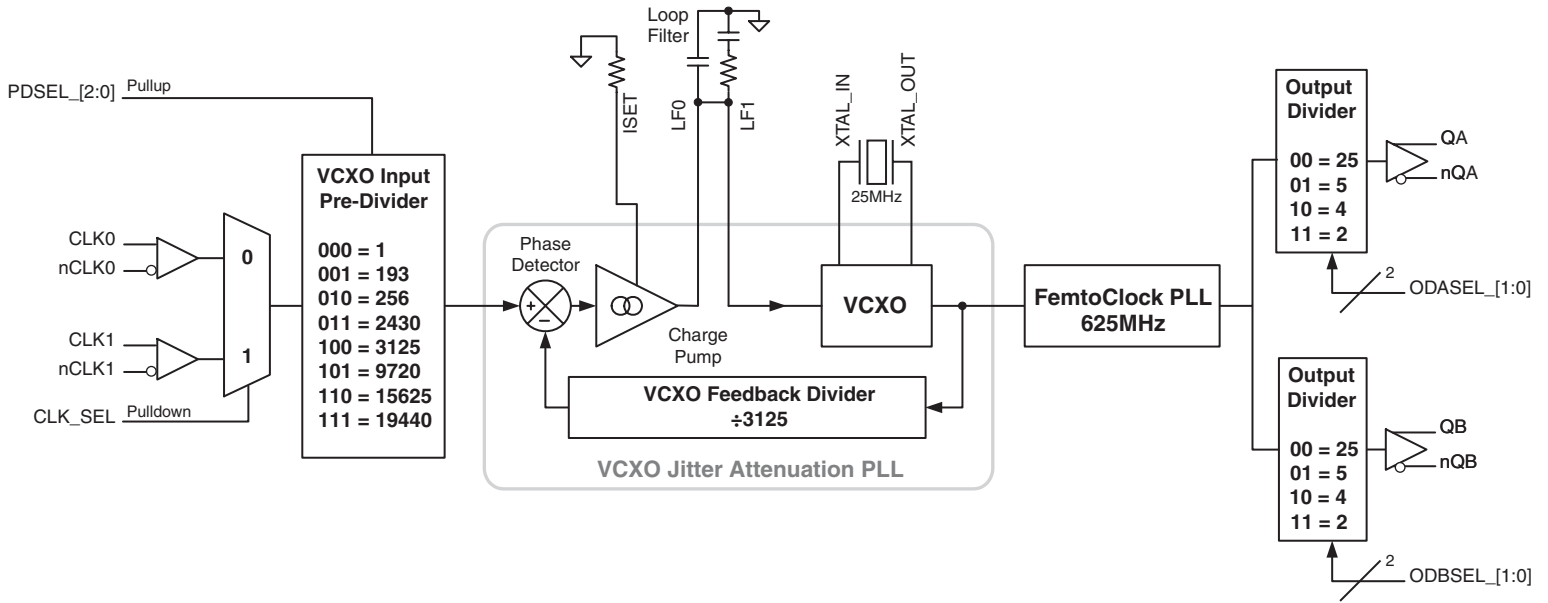 PDSEL_[2:0]
Pullup
VCXO Input
Pre-Divider
000 = 1
001 = 193
010 = 256
011 = 2430
100 = 3125
101 = 9720
110 = 15625
111 = 19440
CLK0
nCLK0
CLK1
nCLK1
CLK_SEL
Pulldown
0
1
Loop
Filter
ISET
LF0
LF1
XTAL_IN
XTAL_OUT
25MHz
Phase
Detector
+
−
Charge
Pump
VCXO
VCXO Feedback Divider
÷3125
VCXO Jitter Attenuation PLL
FemtoClock PLL
625MHz
Output
Divider
00 = 25
01 = 5
10 = 4
11 = 2
QA
nQA
2
ODASEL_[1:0]
Output
Divider
00 = 25
01 = 5
10 = 4
11 = 2
QB
nQB
2
ODBSEL_[1:0]